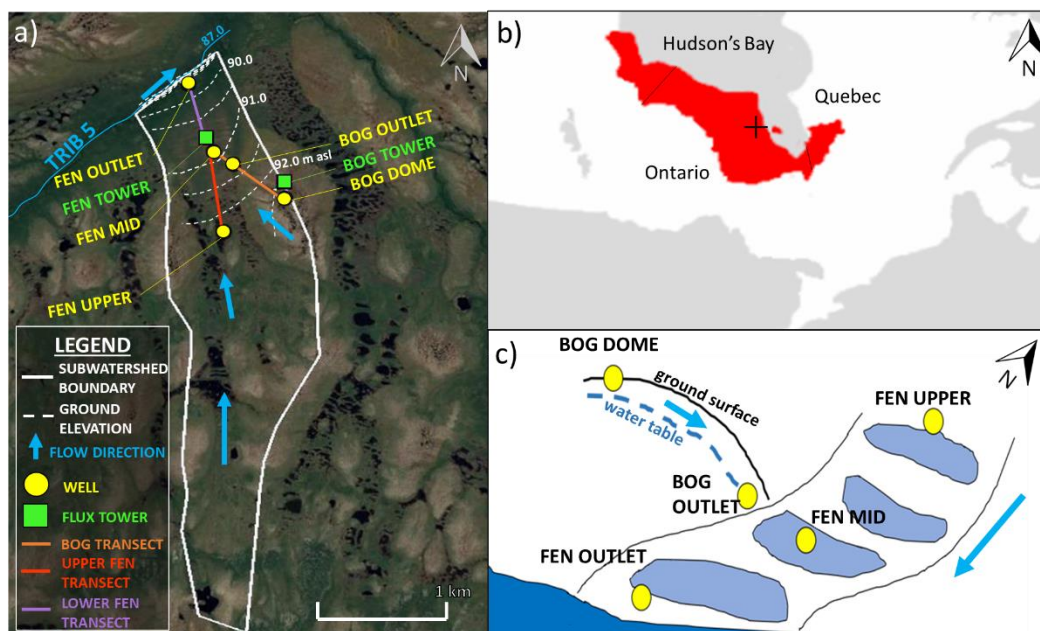 a)
87.0
N
90.0
91.0
TRIB 5
FEN OUTLET
BOG OUTLET
92.0 m asl
BOG TOWER
FEN TOWER
BOG DOME
FEN MID
FEN UPPER
LEGEND
SUBWATERSHED
BOUNDARY
GROUND
ELEVATION
FLOW DIRECTION
WELL
FLUX TOWER
BOG TRANSECT
UPPER FEN
TRANSECT
LOWER FEN
TRANSECT
1 km
b)
N
Hudson's Bay
Quebec
Ontario
c)
N
BOG DOME
ground surface
water table
FEN UPPER
BOG
OUTLET
FEN MID
FEN OUTLET